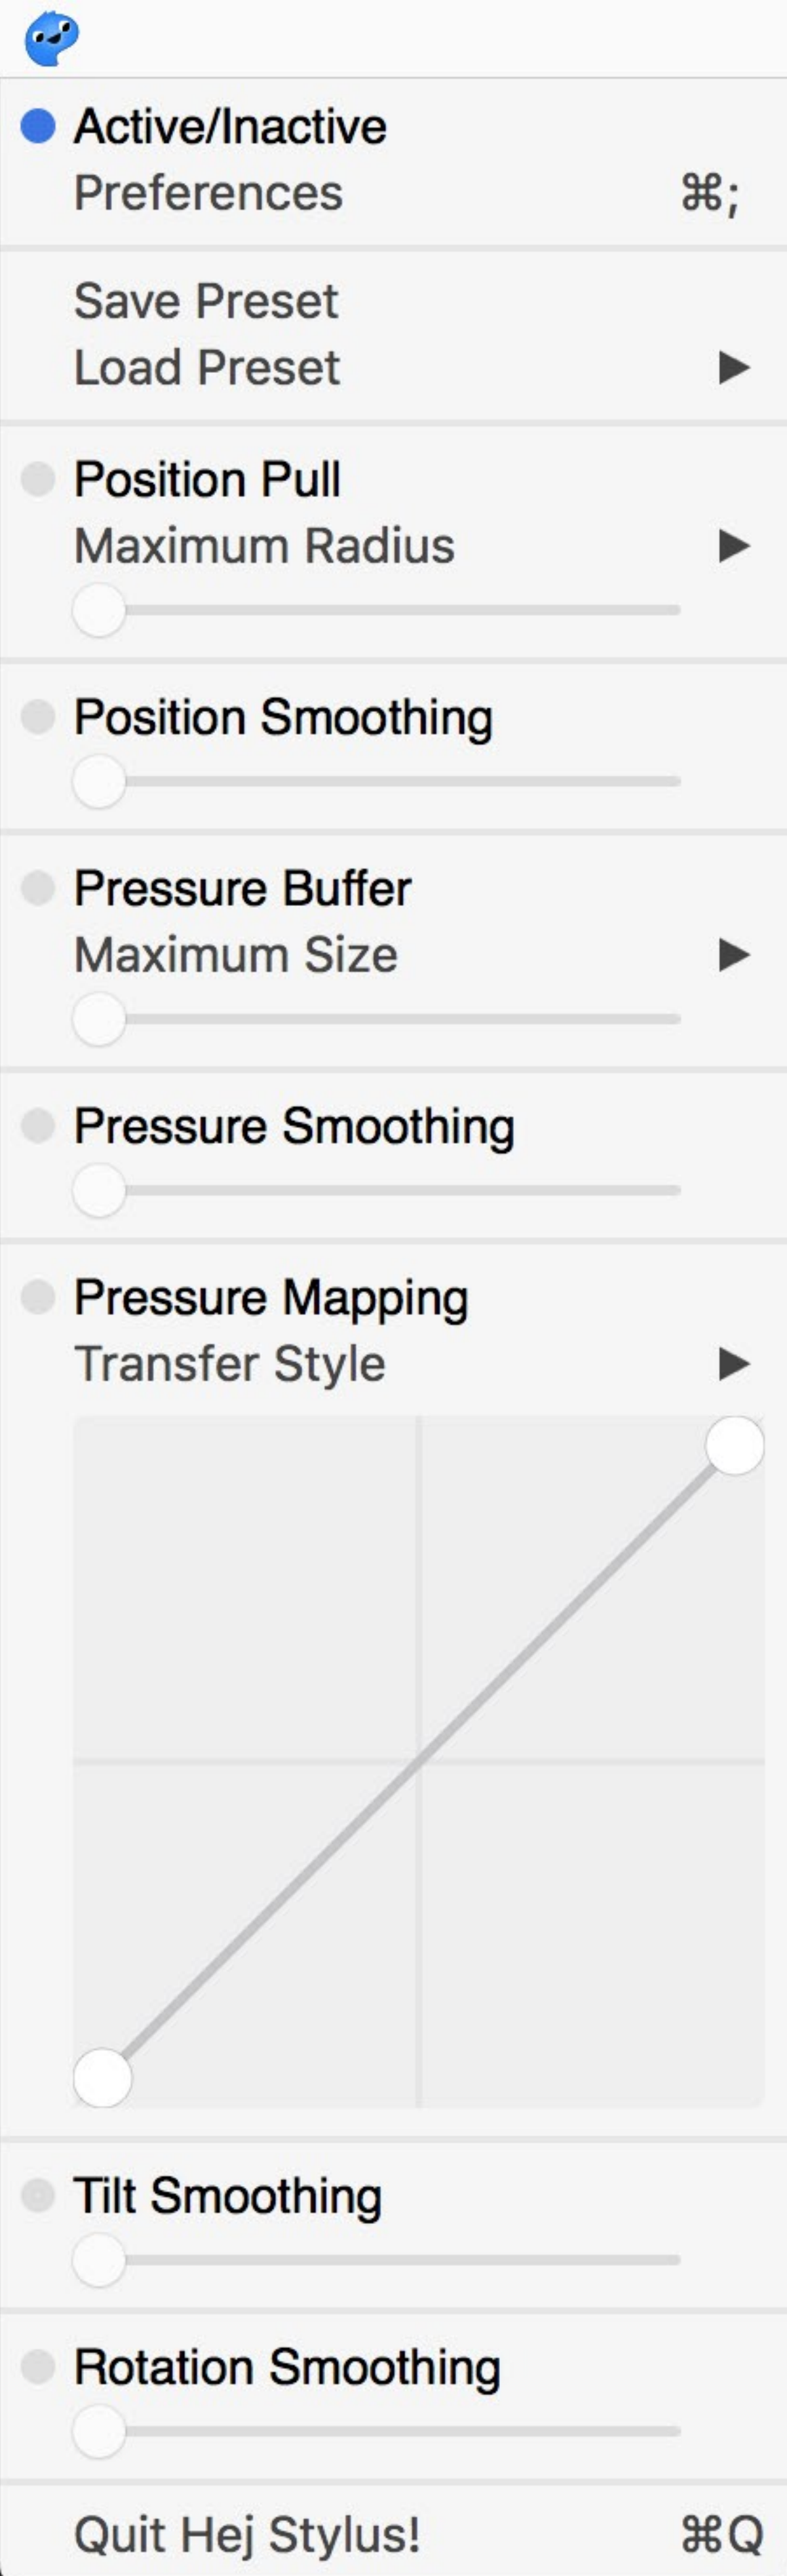 Active/Inactive
Preferences ⌘;
Save Preset
Load Preset ▶
Position Pull
Maximum Radius ▶
Position Smoothing
Pressure Buffer
Maximum Size ▶
Pressure Smoothing
Pressure Mapping
Transfer Style ▶
Tilt Smoothing
Rotation Smoothing
Quit Hej Stylus! ⌘Q